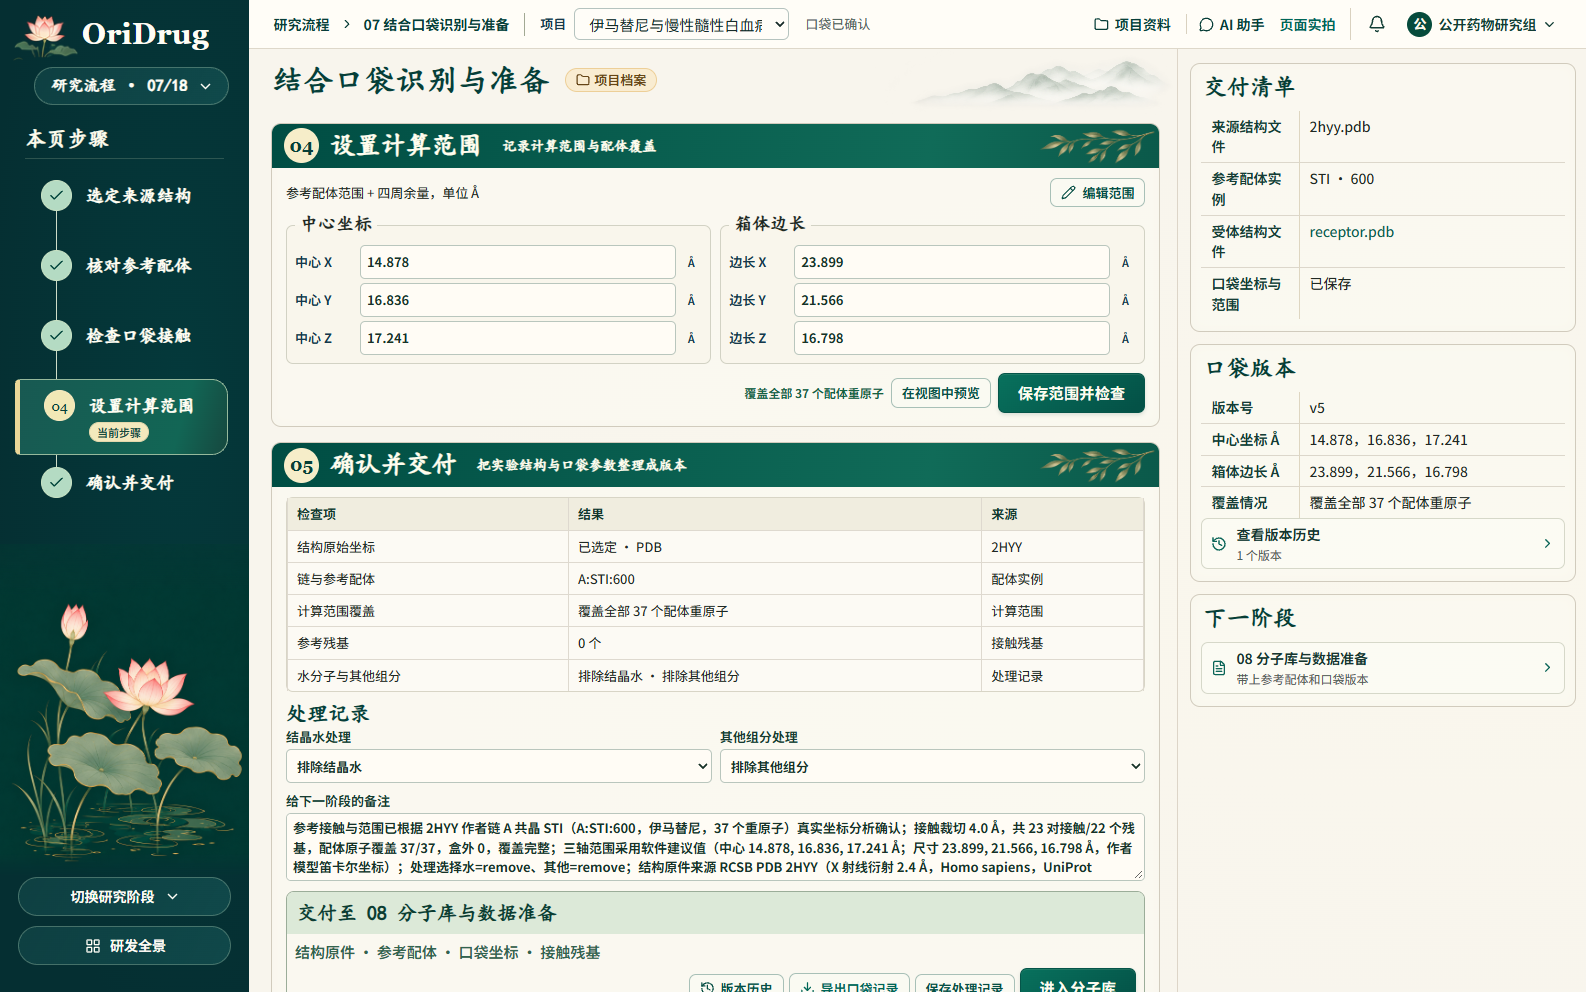 OriDrug
研究流程 • 07/18
本页步骤
选定来源结构
核对参考配体
检查口袋接触
04 设置计算范围
当前步骤
确认并交付
切换研究阶段
研发全景
研究流程 > 07 结合口袋识别与准备
项目 伊马替尼与慢性髓性白血病
口袋已确认
项目资料
AI 助手
页面实拍
公 公开药物研究组
结合口袋识别与准备
项目档案
04 设置计算范围 记录计算范围与配体覆盖
参考配体范围 + 四周余量，单位 Å
编辑范围
中心坐标
中心 X 14.878 Å
中心 Y 16.836 Å
中心 Z 17.241 Å
箱体边长
边长 X 23.899 Å
边长 Y 21.566 Å
边长 Z 16.798 Å
覆盖全部 37 个配体重原子
在视图中预览
保存范围并检查
05 确认并交付 把实验结构与口袋参数整理成版本
检查项 结果 来源
结构原始坐标 已选定 · PDB 2HYY
链与参考配体 A:STI:600 配体实例
计算范围覆盖 覆盖全部 37 个配体重原子 计算范围
参考残基 0 个 接触残基
水分子与其他组分 排除结晶水 · 排除其他组分 处理记录
处理记录
结晶水处理
排除结晶水
其他组分处理
排除其他组分
给下一阶段的备注
参考接触与范围已根据 2HYY 作者链 A 共晶 STI（A:STI:600，伊马替尼，37 个重原子）真实坐标分析确认；接触裁切 4.0 Å，共 23 对接触/22 个残
基，配体原子覆盖 37/37，盒外 0，覆盖完整；三轴范围采用软件建议值（中心 14.878, 16.836, 17.241 Å；尺寸 23.899, 21.566, 16.798 Å，作者
模型笛卡尔坐标）；处理选择水=remove、其他=remove；结构原件来源 RCSB PDB 2HYY（X 射线衍射 2.4 Å，Homo sapiens，UniProt
交付至 08 分子库与数据准备
结构原件 · 参考配体 · 口袋坐标 · 接触残基
版本历史
导出口袋记录
保存处理记录
进入分子库
交付清单
来源结构文
件
2hyy.pdb
参考配体实
例
STI · 600
受体结构文
件
receptor.pdb
口袋坐标与
范围
已保存
口袋版本
版本号 v5
中心坐标 Å 14.878，16.836，17.241
箱体边长 Å 23.899，21.566，16.798
覆盖情况 覆盖全部 37 个配体重原子
查看版本历史
1 个版本
下一阶段
08 分子库与数据准备
带上参考配体和口袋版本